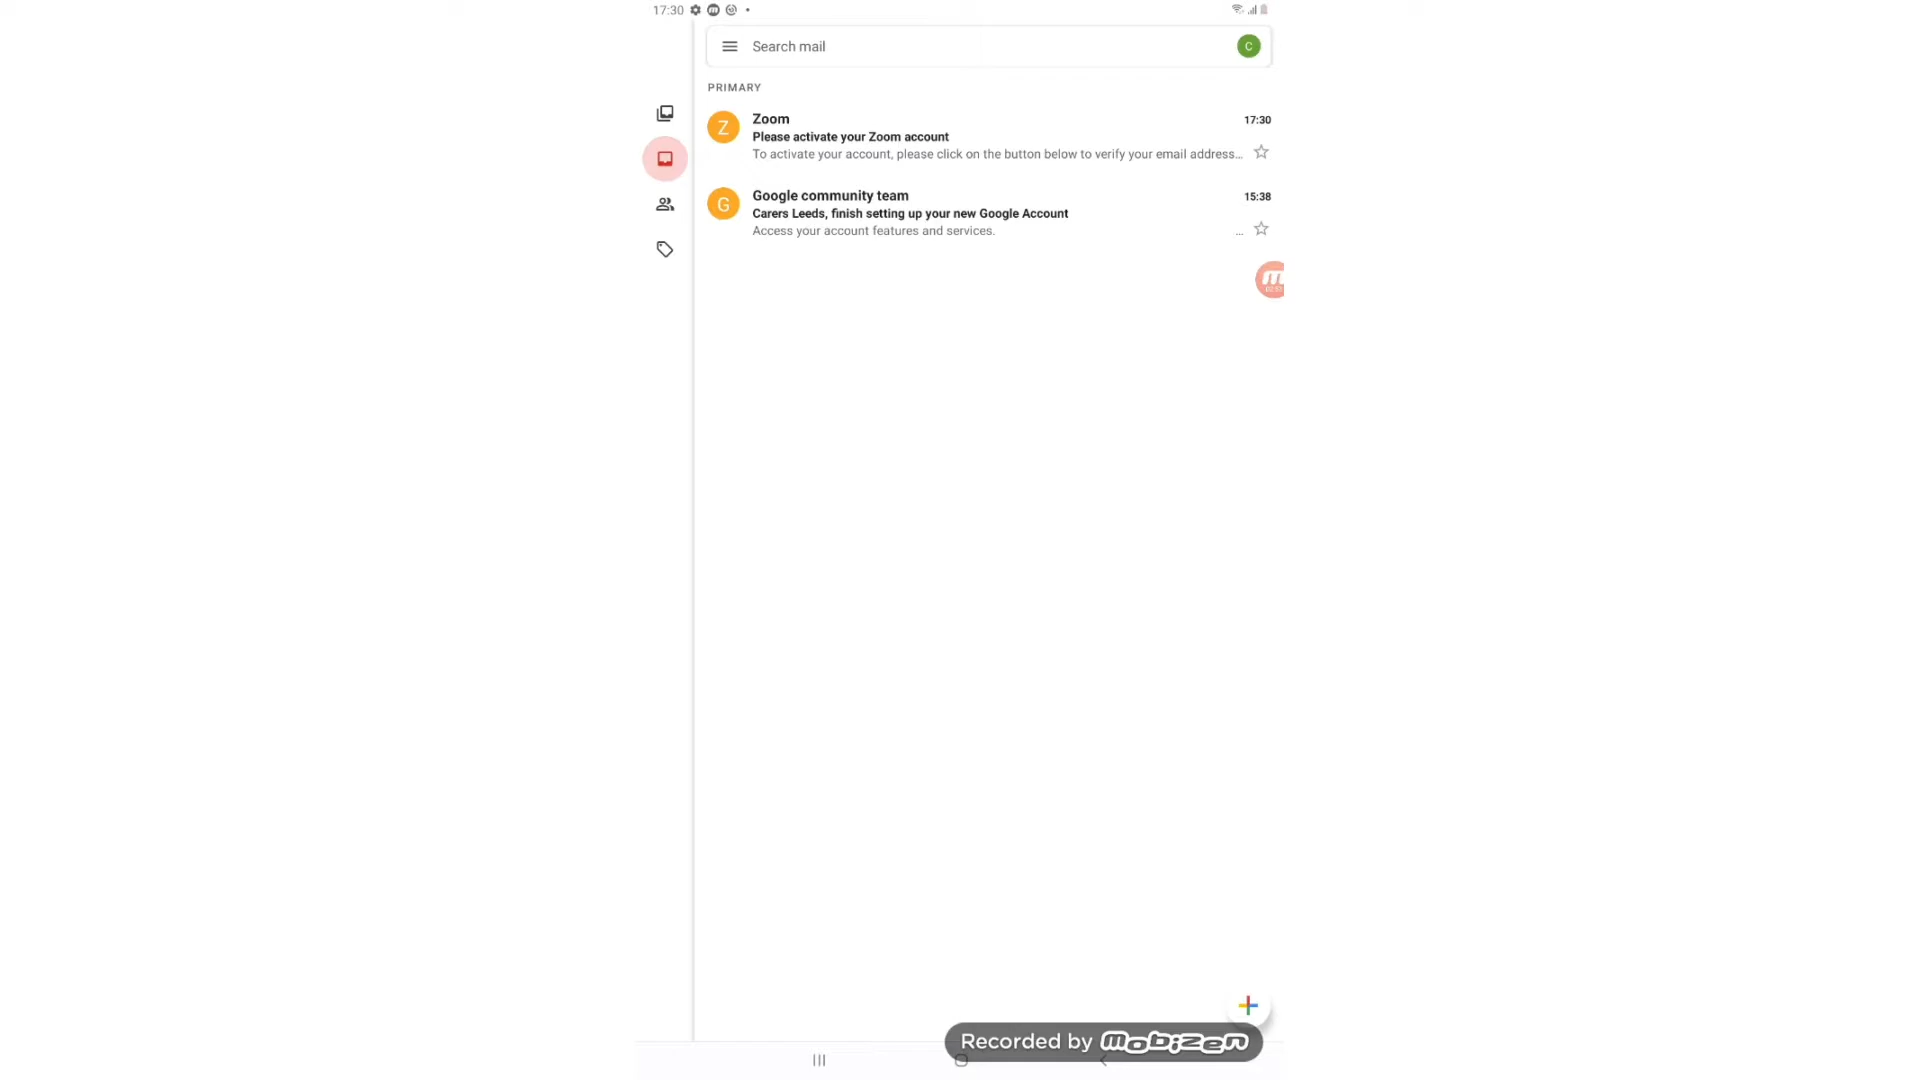 17:30
Search mail
C
PRIMARY
Z
Zoom
17:30
Please activate your Zoom account
To activate your account, please click on the button below to verify your email address...
G
Google community team
15:38
Carers Leeds, finish setting up your new Google Account
Access your account features and services.
...
Recorded by mobizen